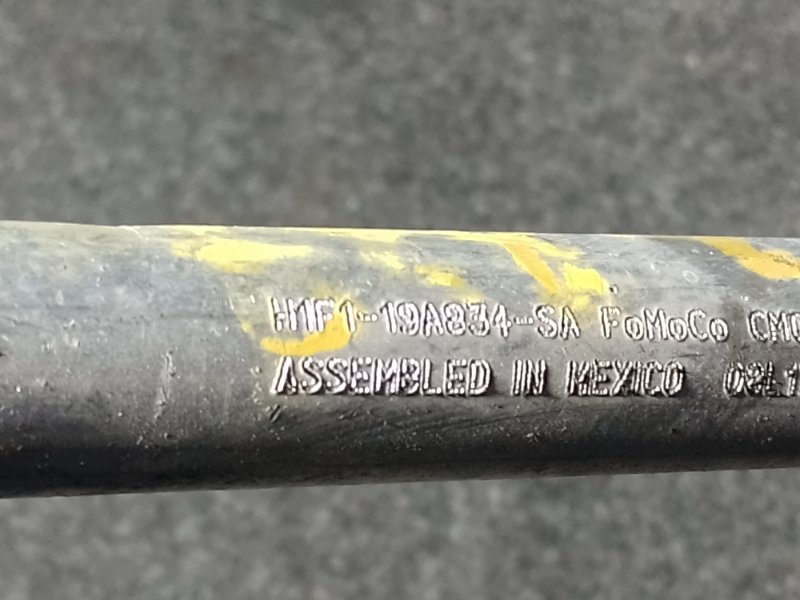 H1F1-19A834-SA FoMoCo
ASSEMBLED IN MEXICO